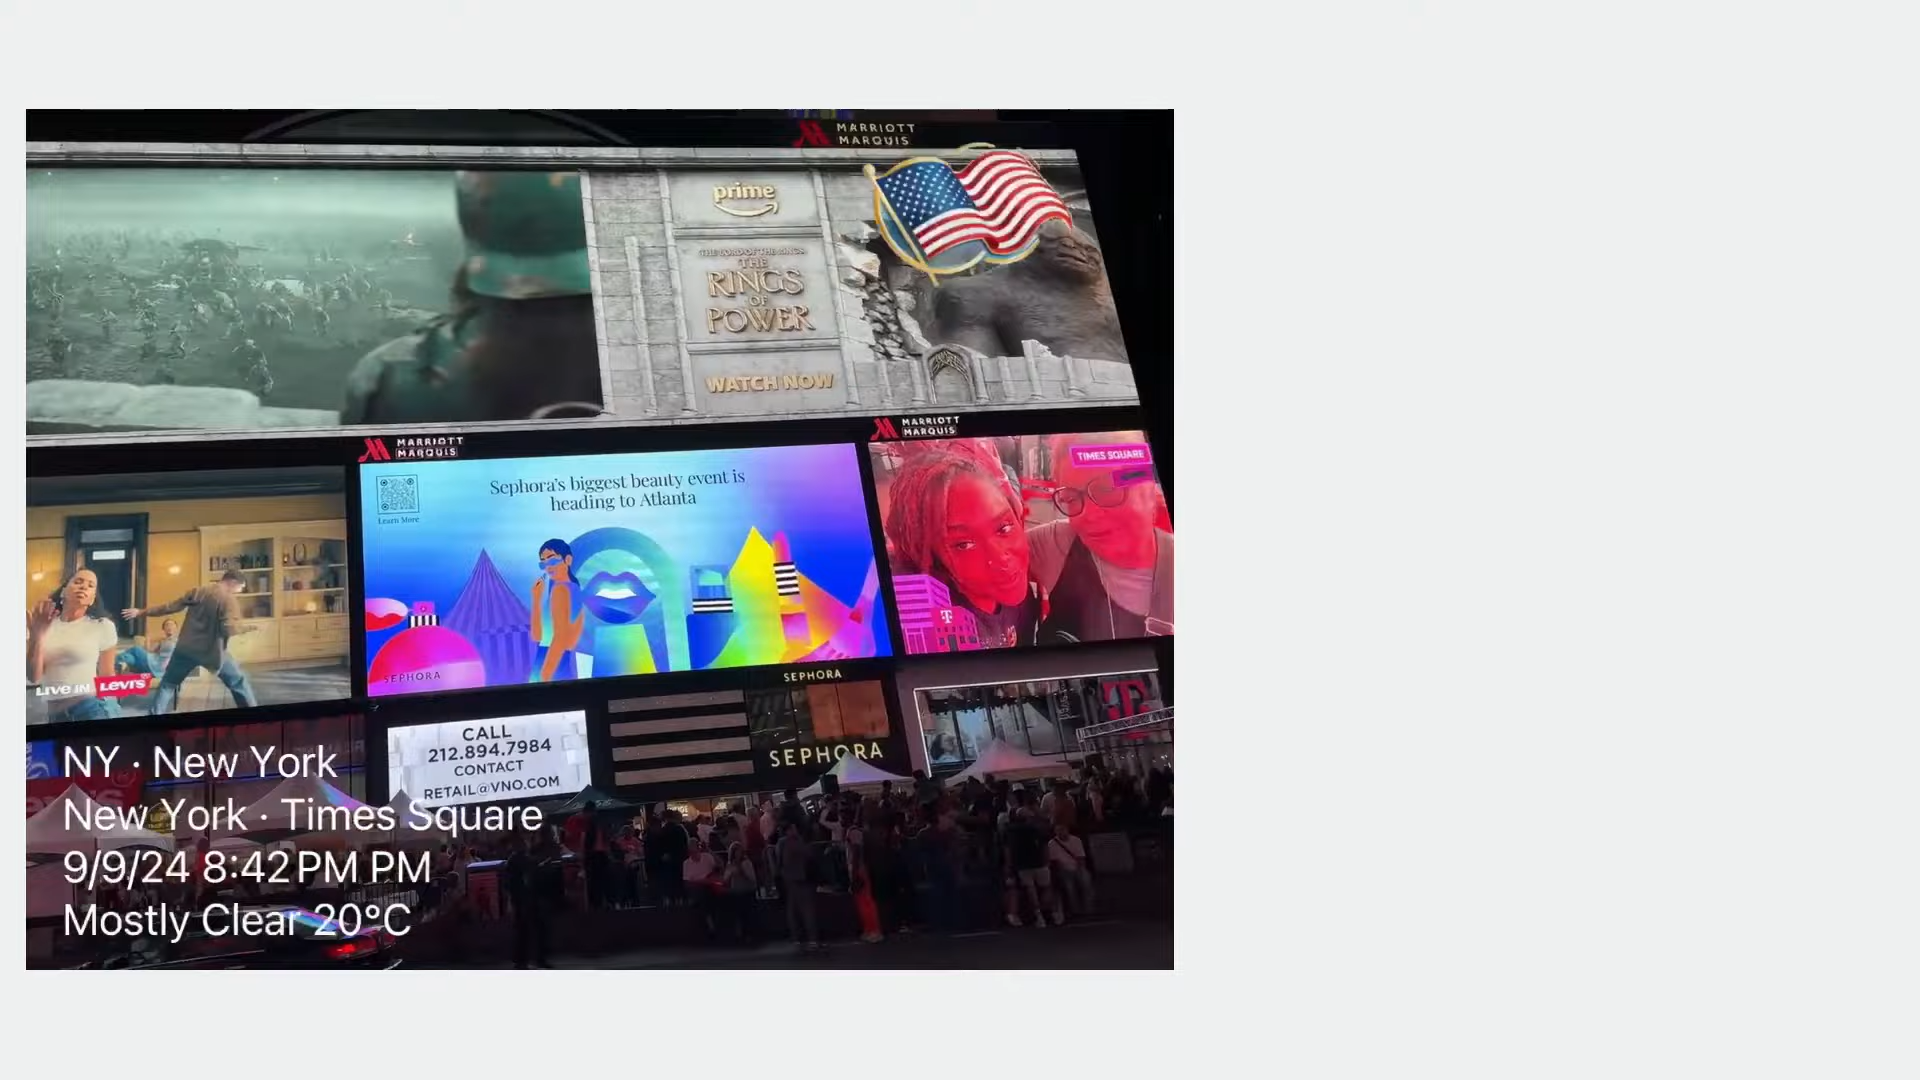 MARRIOTT
MARQUIS
prime
THE LORD OF THE RINGS
THE
RINGS
OF
POWER
WATCH NOW
MARRIOTT
MARQUIS
MARRIOTT
MARQUIS
TIMES SQUARE
Sephora's biggest beauty event is
heading to Atlanta
Learn More
SEPHORA
LIVE IN Levi's
T
SEPHORA
SEPHORA
T
CALL
212.894.7984
CONTACT
RETAIL@VNO.COM
NY · New York
New York · Times Square
9/9/24 8:42 PM PM
Mostly Clear 20°C